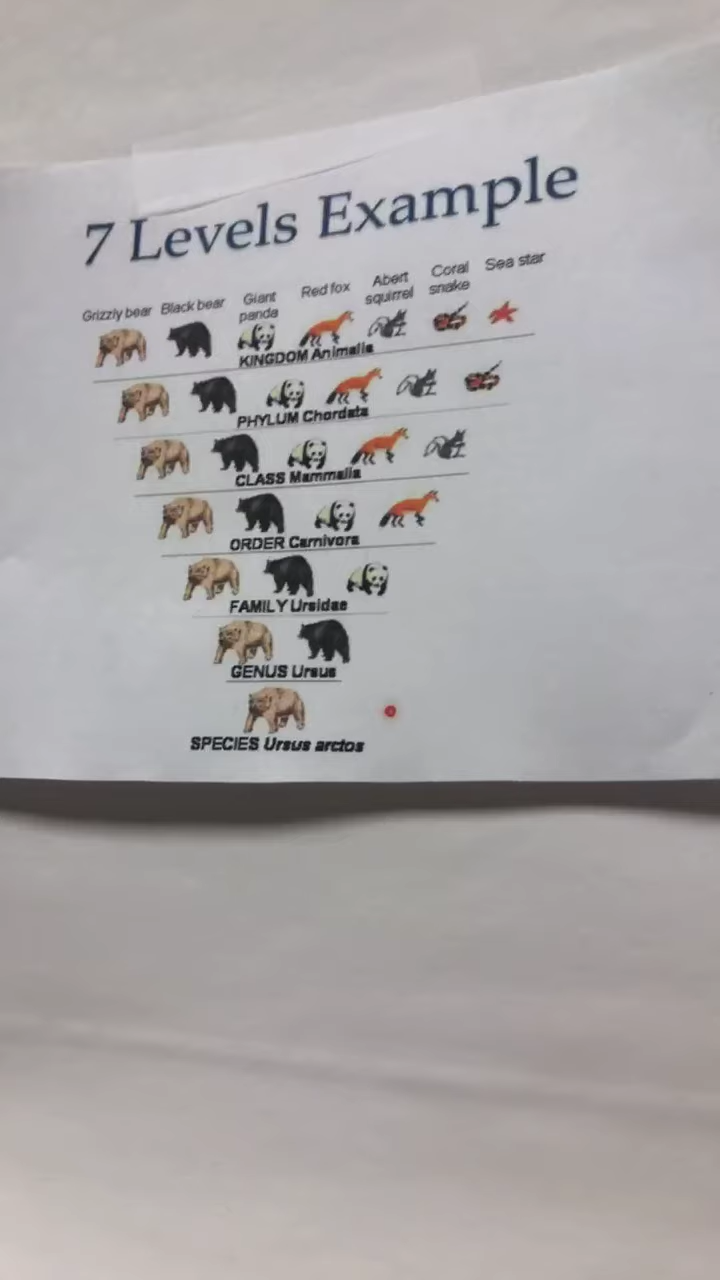 7 Levels Example
Grizzly bear Black bear Giant panda Red fox Abert squirrel Coral snake Sea star
KINGDOM Animalia
PHYLUM Chordata
CLASS Mammalia
ORDER Carnivora
FAMILY Ursidae
GENUS Ursus
SPECIES Ursus arctos